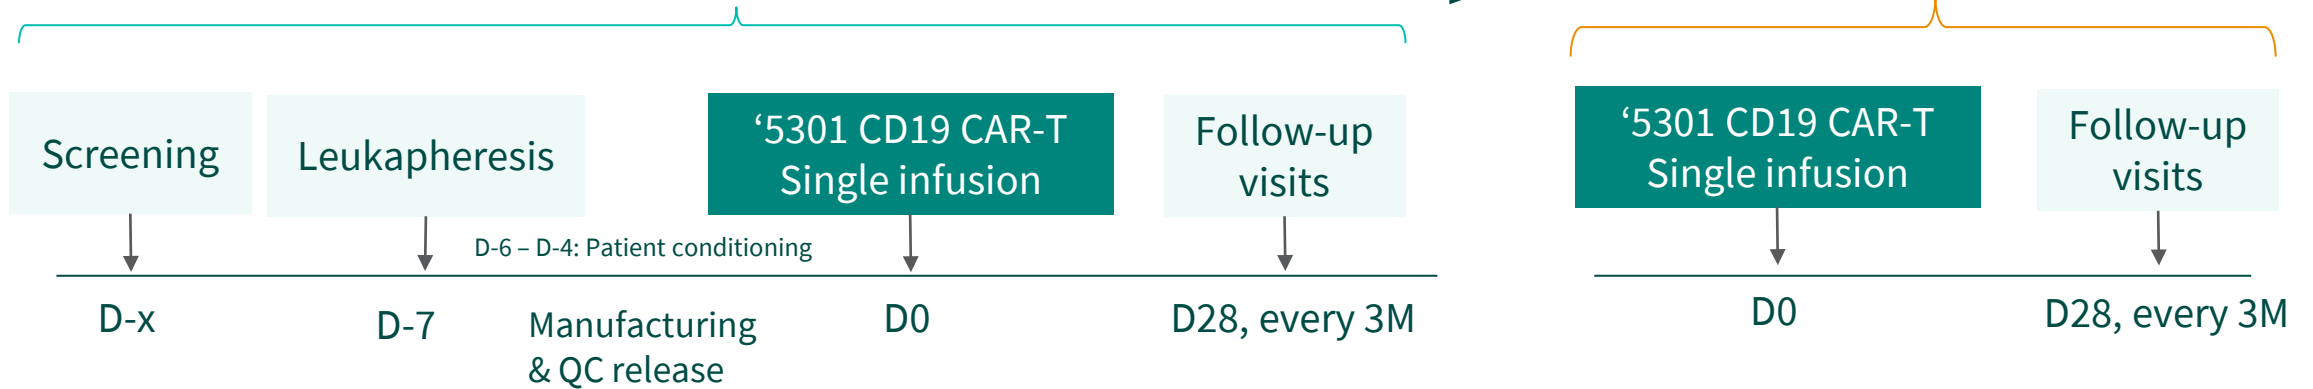 Screening
Leukapheresis
‘5301 CD19 CAR-T
Single infusion
Follow-up
visits
D-6 – D-4: Patient conditioning
D-x
D-7
Manufacturing
& QC release
D0
D28, every 3M
‘5301 CD19 CAR-T
Single infusion
Follow-up
visits
D0
D28, every 3M